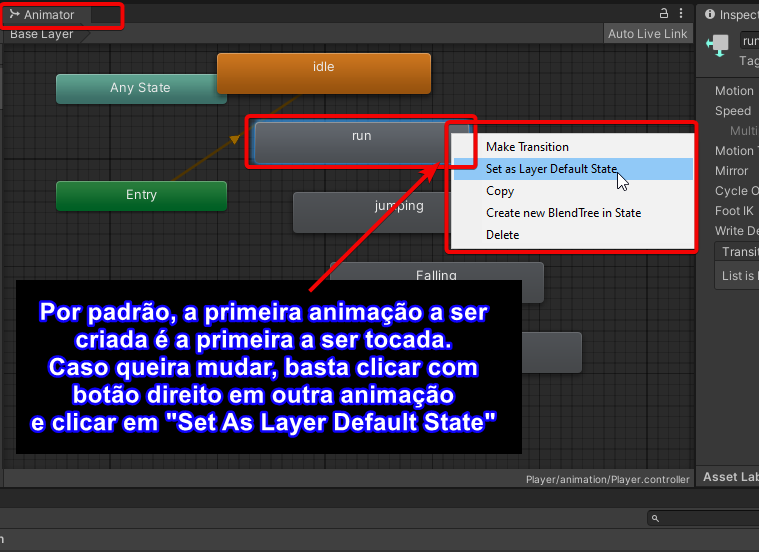 Animator
Inspect
Base Layer
Auto Live Link
run
Tag
idle
Any State
run
Entry
jumping
Falling
Make Transition
Set as Layer Default State
Copy
Create new BlendTree in State
Delete
Motion
Speed
Multi
Motion T
Mirror
Cycle O
Foot IK
Write De
Transiti
List is
Por padrão, a primeira animação a ser
criada é a primeira a ser tocada.
Caso queira mudar, basta clicar com
botão direito em outra animação
e clicar em "Set As Layer Default State"
Player/animation/Player.controller
Asset Lab
n